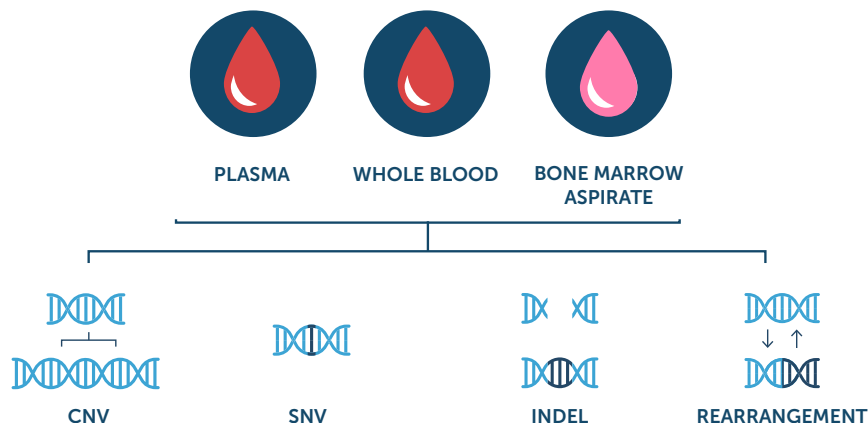 PLASMA
WHOLE BLOOD
BONE MARROW
ASPIRATE
CNV
SNV
INDEL
REARRANGEMENT